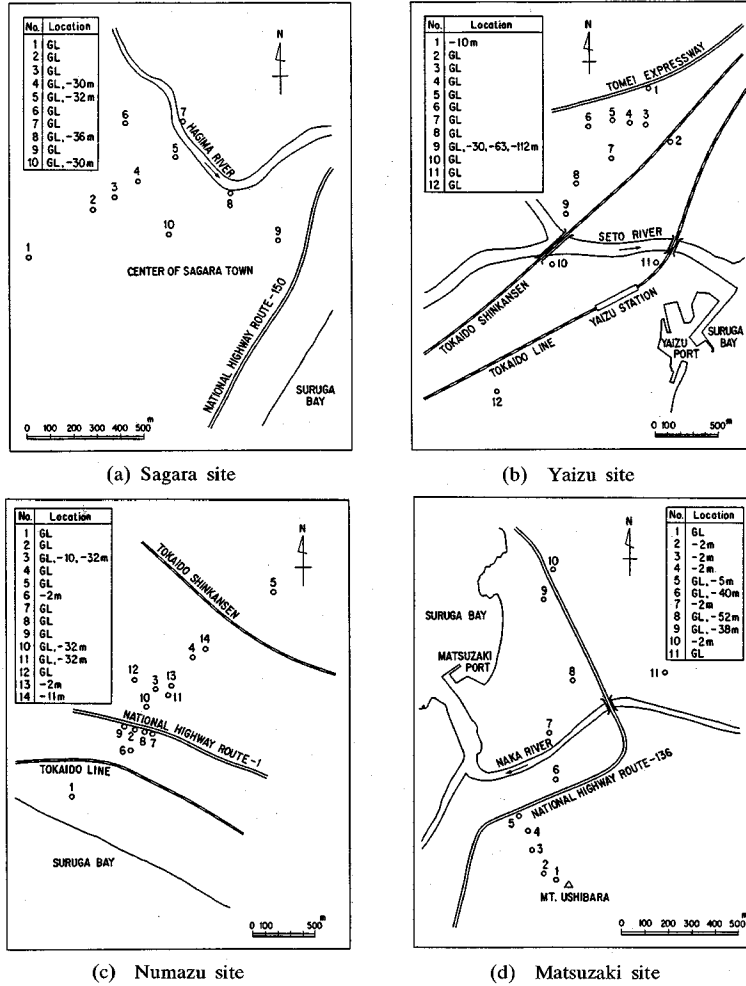 No. Location
1 GL
2 GL
3 GL
4 GL, -30m
5 GL, -32m
6 GL
7 GL
8 GL, -36m
9 GL
10 GL, -30m
N
HAGIMA RIVER
1
2
3
4
5
6
7
8
9
10
CENTER OF SAGARA TOWN
NATIONAL HIGHWAY ROUTE-150
SURUGA
BAY
0 100 200 300 400 500 m
(a) Sagara site
No. Location
1 -10m
2 GL
3 GL
4 GL
5 GL
6 GL
7 GL
8 GL
9 GL, -30, -63, -112m
10 GL
11 GL
12 GL
N
TOMEI EXPRESSWAY
1
6 5 4 3
2
7
8
9
SETO RIVER
10
11
TOKAIDO SHINKANSEN
TOKAIDO LINE
YAIZU STATION
YAIZU
PORT
SURUGA
BAY
12
0 100 500 m
(b) Yaizu site
No. Location
1 GL
2 GL
3 GL, -10, -32m
4 GL
5 GL
6 -2m
7 GL
8 GL
9 GL
10 GL, -32m
11 GL, -32m
12 GL
13 -2m
14 -11m
N
TOKAIDO SHINKANSEN
5
14
4
12 3 13
11
10
NATIONAL HIGHWAY ROUTE-1
9 2 8 7
6
TOKAIDO LINE
1
SURUGA BAY
0 100 500 m
(c) Numazu site
No. Location
1 GL
2 -2m
3 -2m
4 -2m
5 GL, -5m
6 GL, -40m
7 -2m
8 GL, -52m
9 GL, -38m
10 -2m
11 GL
N
10
9
SURUGA BAY
MATSUZAKI
PORT
8
11
7
NAKA RIVER
6
NATIONAL HIGHWAY ROUTE-136
5
4
3
2
1
MT. USHIBARA
0 100 200 300 400 500 m
(d) Matsuzaki site